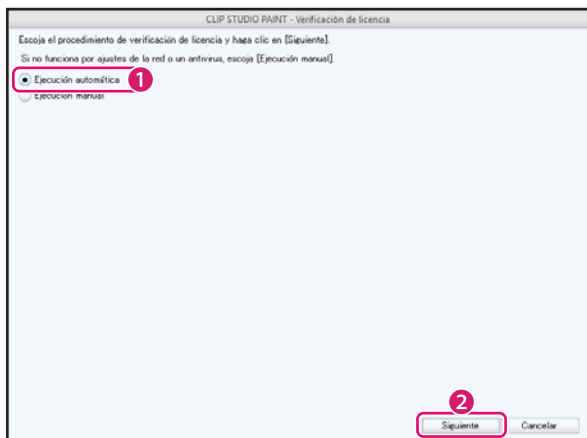 CLIP STUDIO PAINT - Verificación de licencia
Escoja el procedimiento de verificación de licencia y haga clic en [Siguiente].
Si no funciona por ajustes de la red o un antivirus, escoja [Ejecución manual].
Ejecución automítica 1
Ejecución manual
2
Siguiente Cancelar